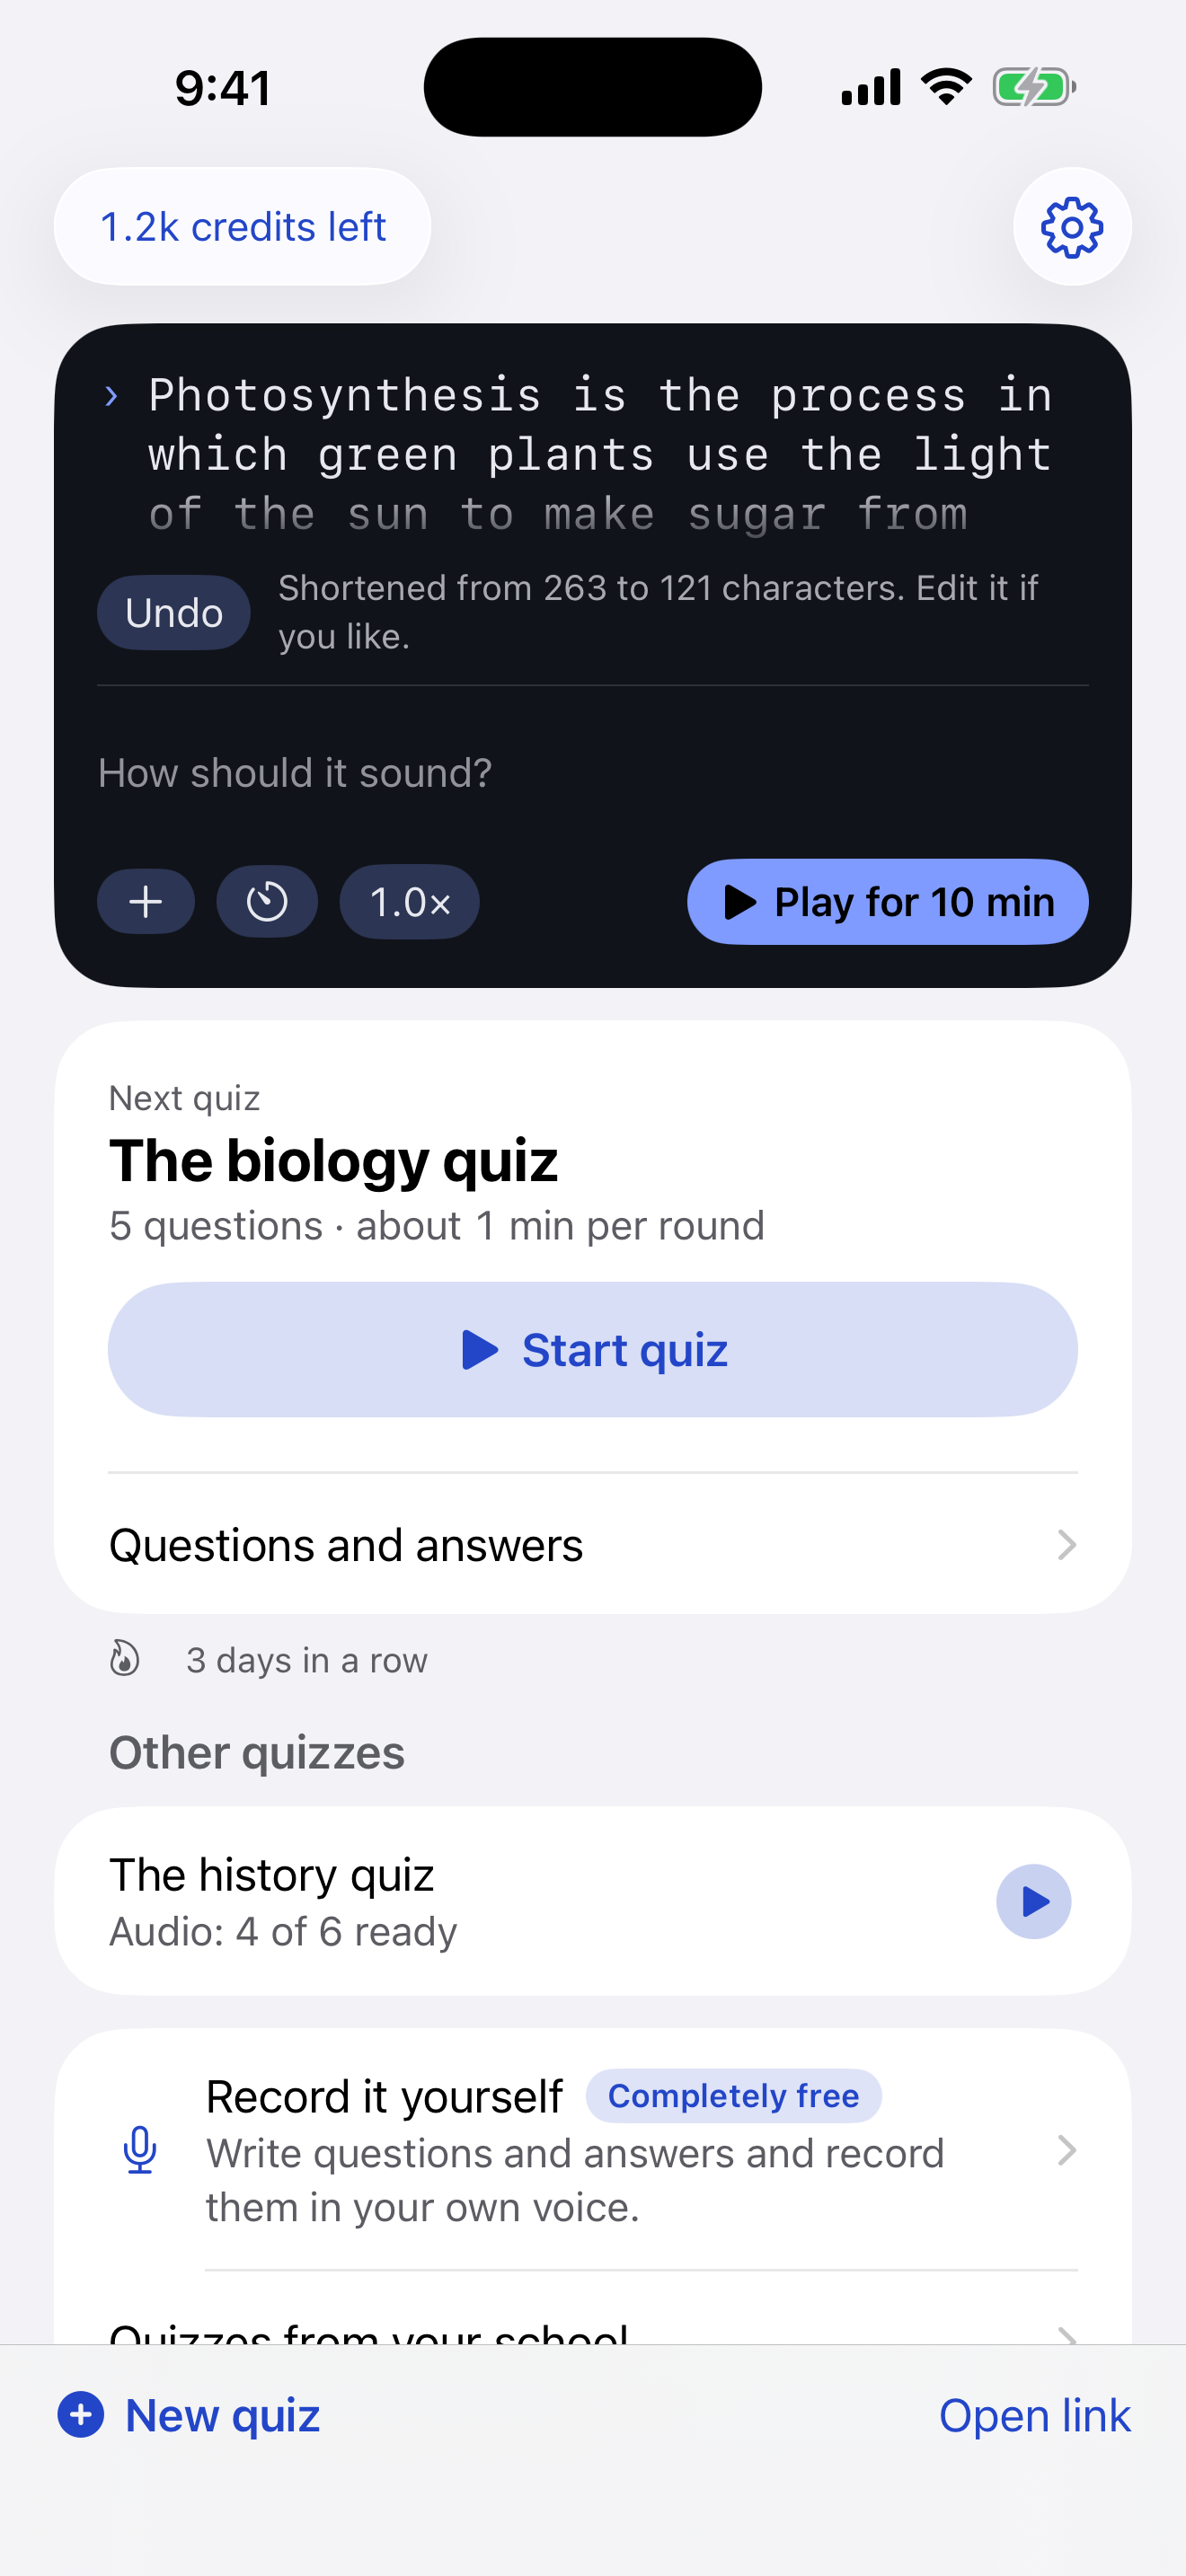 9:41
1.2k credits left
› Photosynthesis is the process in
which green plants use the light
of the sun to make sugar from
Undo
Shortened from 263 to 121 characters. Edit it if
you like.
How should it sound?
1.0×
Play for 10 min
Next quiz
The biology quiz
5 questions · about 1 min per round
Start quiz
Questions and answers
3 days in a row
Other quizzes
The history quiz
Audio: 4 of 6 ready
Record it yourself
Completely free
Write questions and answers and record
them in your own voice.
Quizzes from your school
New quiz
Open link